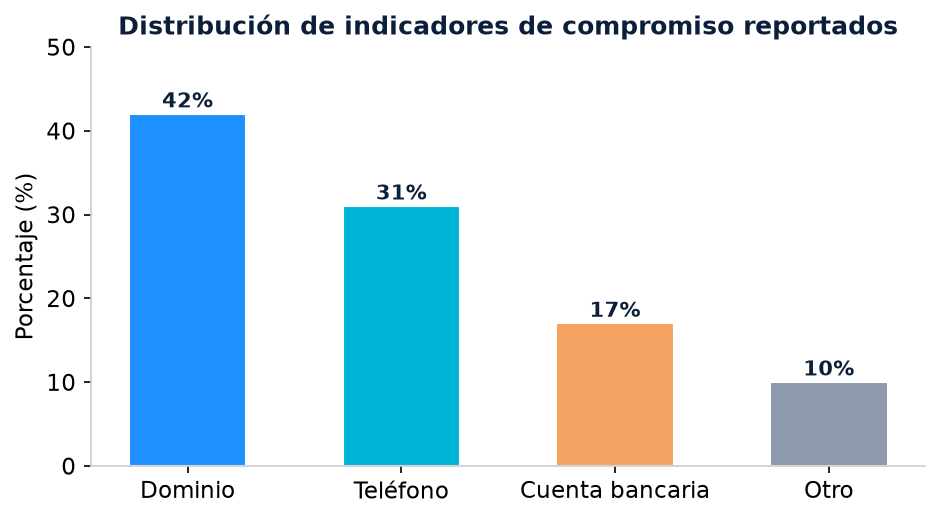 Distribución de indicadores de compromiso reportados
Porcentaje (%)
50
40
30
20
10
0
42%
31%
17%
10%
Dominio
Teléfono
Cuenta bancaria
Otro